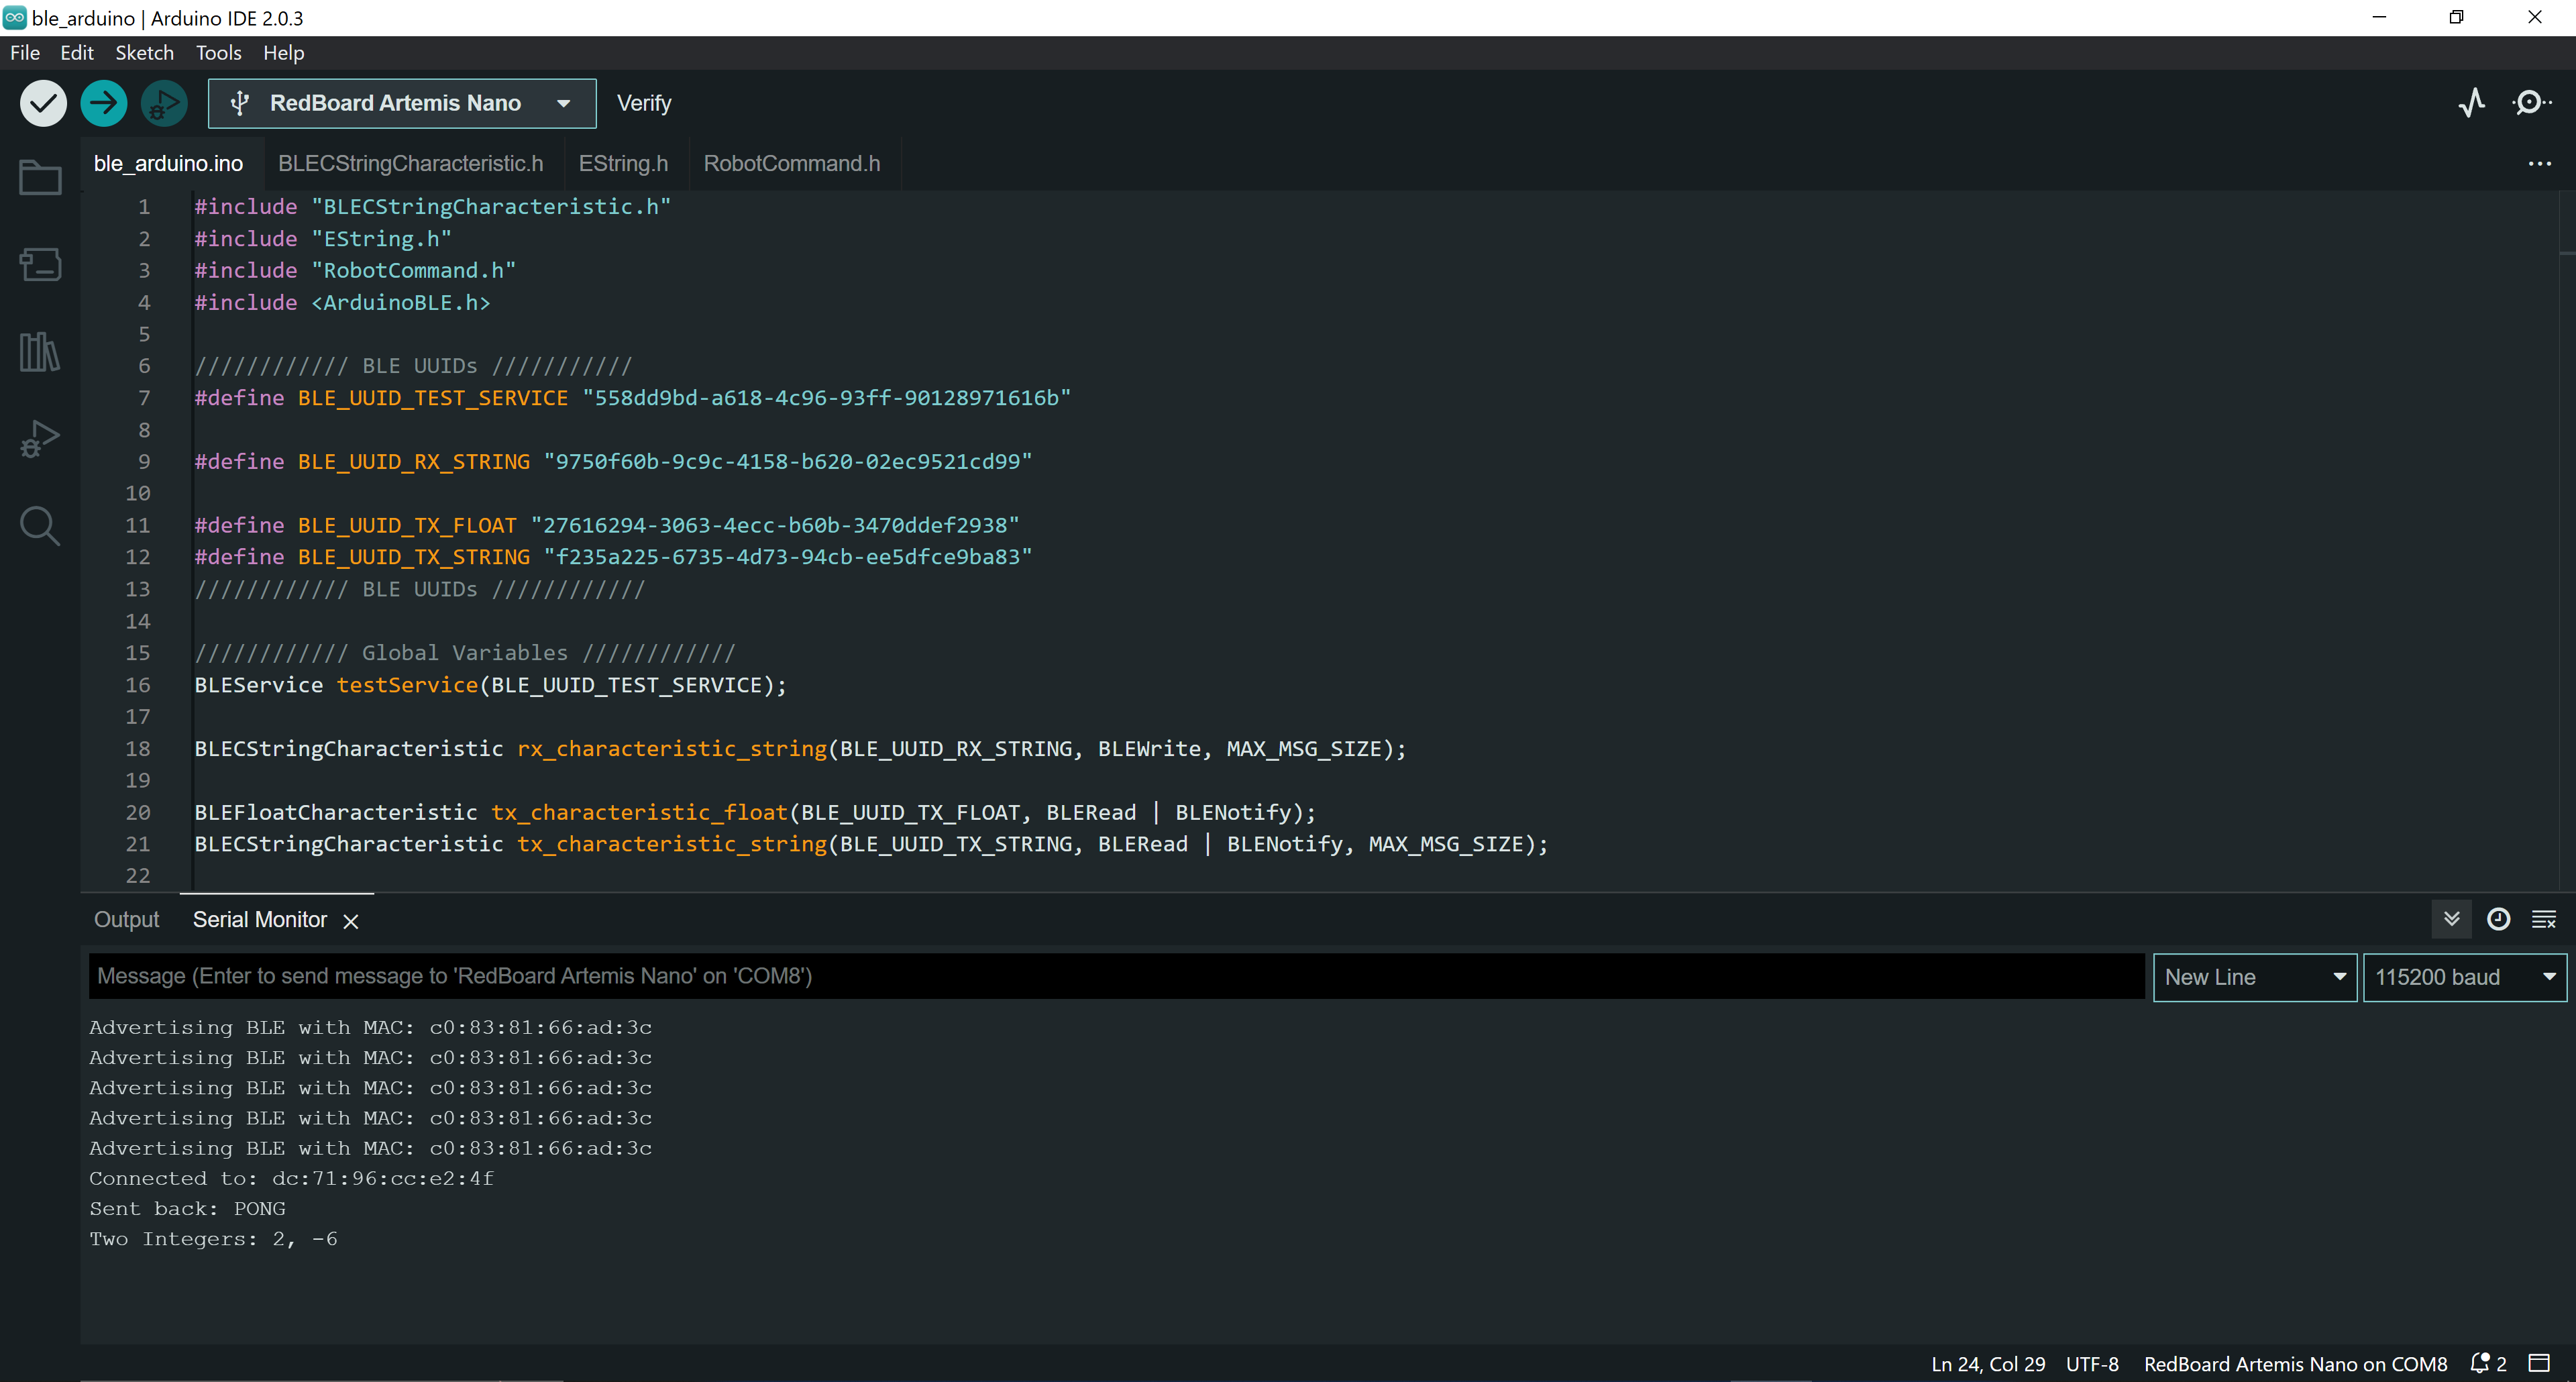 ble_arduino | Arduino IDE 2.0.3
File Edit Sketch Tools Help
RedBoard Artemis Nano Verify
ble_arduino.ino BLECStringCharacteristic.h EString.h RobotCommand.h
1 #include "BLECStringCharacteristic.h"
2 #include "EString.h"
3 #include "RobotCommand.h"
4 #include <ArduinoBLE.h>
5
6 //////////// BLE UUIDs ///////////
7 #define BLE_UUID_TEST_SERVICE "558dd9bd-a618-4c96-93ff-90128971616b"
8
9 #define BLE_UUID_RX_STRING "9750f60b-9c9c-4158-b620-02ec9521cd99"
10
11 #define BLE_UUID_TX_FLOAT "27616294-3063-4ecc-b60b-3470ddef2938"
12 #define BLE_UUID_TX_STRING "f235a225-6735-4d73-94cb-ee5dfce9ba83"
13 //////////// BLE UUIDs ////////////
14
15 //////////// Global Variables ////////////
16 BLEService testService(BLE_UUID_TEST_SERVICE);
17
18 BLECStringCharacteristic rx_characteristic_string(BLE_UUID_RX_STRING, BLEWrite, MAX_MSG_SIZE);
19
20 BLEFloatCharacteristic tx_characteristic_float(BLE_UUID_TX_FLOAT, BLERead | BLENotify);
21 BLECStringCharacteristic tx_characteristic_string(BLE_UUID_TX_STRING, BLERead | BLENotify, MAX_MSG_SIZE);
22
Output Serial Monitor
Message (Enter to send message to 'RedBoard Artemis Nano' on 'COM8') New Line 115200 baud
Advertising BLE with MAC: c0:83:81:66:ad:3c
Advertising BLE with MAC: c0:83:81:66:ad:3c
Advertising BLE with MAC: c0:83:81:66:ad:3c
Advertising BLE with MAC: c0:83:81:66:ad:3c
Advertising BLE with MAC: c0:83:81:66:ad:3c
Connected to: dc:71:96:cc:e2:4f
Sent back: PONG
Two Integers: 2, -6
Ln 24, Col 29 UTF-8 RedBoard Artemis Nano on COM8 2